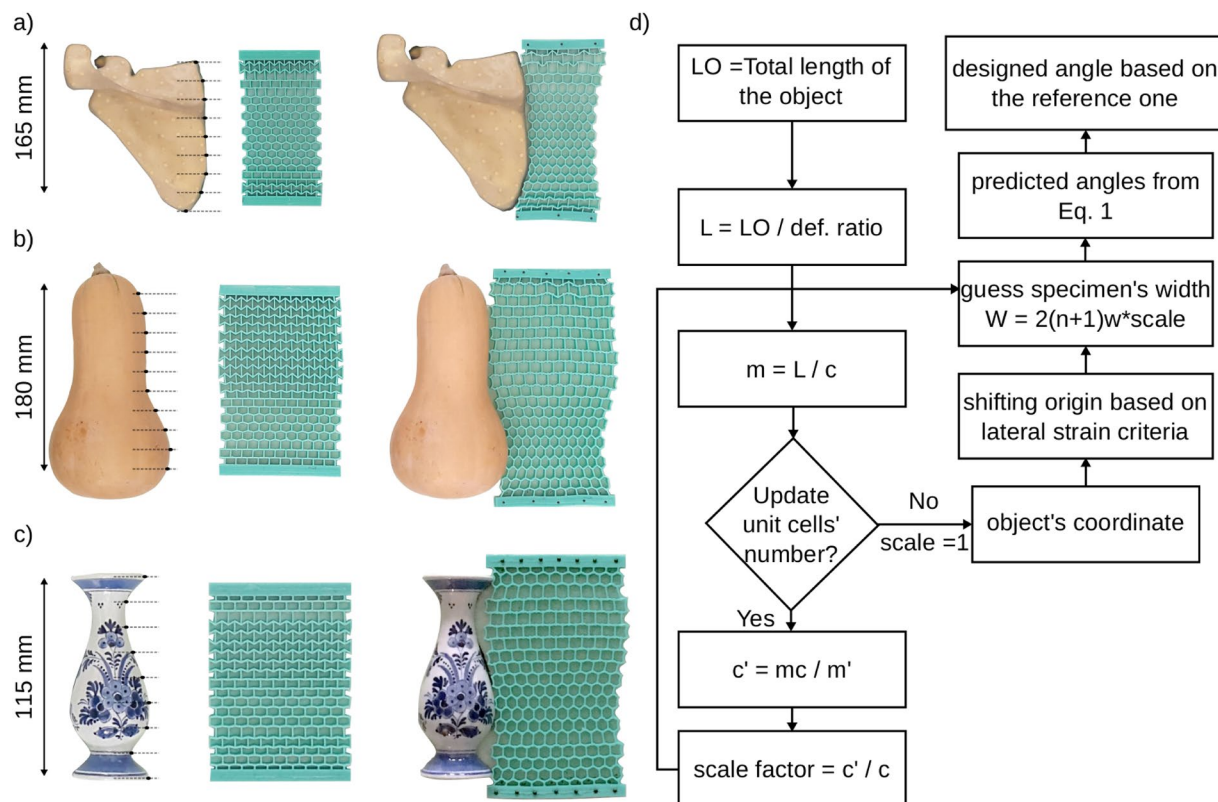 a)
165 mm
b)
180 mm
c)
115 mm
d)
LO =Total length of
the object
L = LO / def. ratio
m = L / c
Update
unit cells'
number?
No
scale =1
Yes
c' = mc / m'
scale factor = c' / c
object's coordinate
shifting origin based on
lateral strain criteria
guess specimen's width
W = 2(n+1)w*scale
predicted angles from
Eq. 1
designed angle based on
the reference one